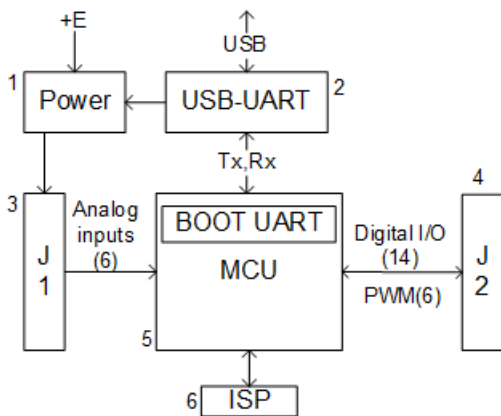 +E
USB
1
Power
USB-UART
2
Tx,Rx
3
4
Analog
inputs
(6)
BOOT UART
MCU
Digital I/O
(14)
PWM(6)
J
1
J
2
5
6
ISP